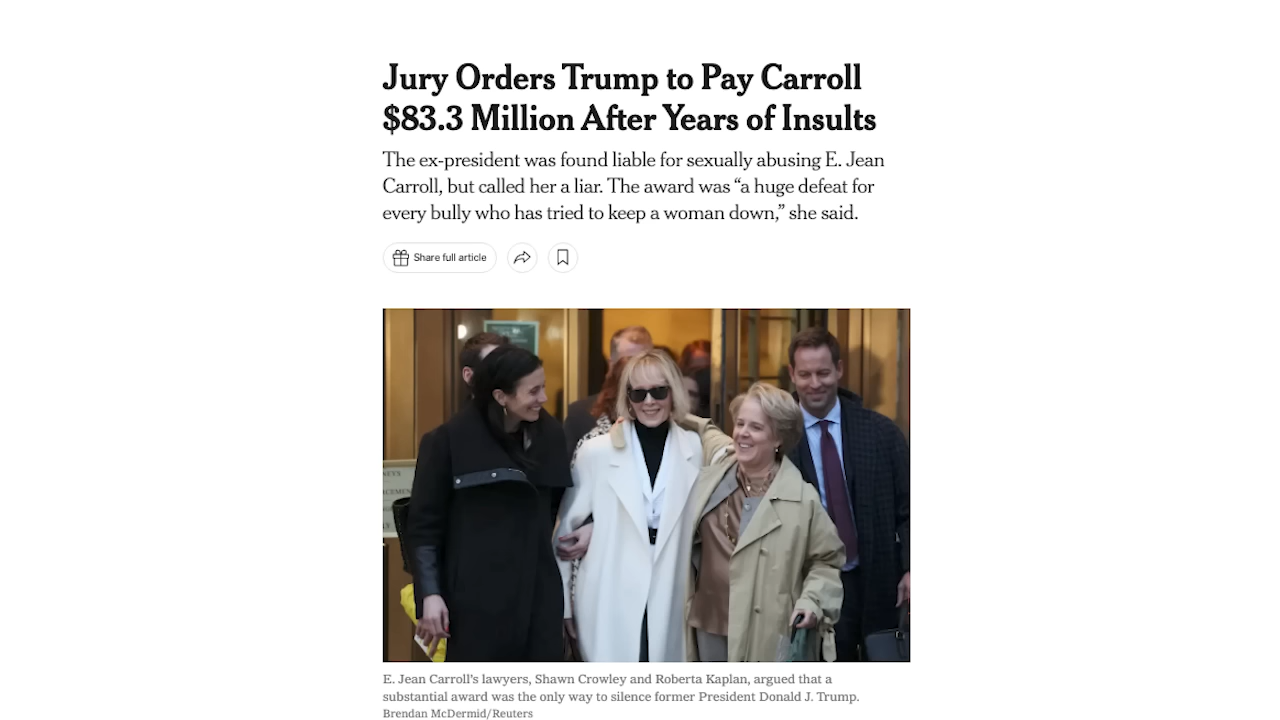 Jury Orders Trump to Pay Carroll
$83.3 Million After Years of Insults
The ex-president was found liable for sexually abusing E. Jean
Carroll, but called her a liar. The award was “a huge defeat for
every bully who has tried to keep a woman down,” she said.
Share full article
E. Jean Carroll’s lawyers, Shawn Crowley and Roberta Kaplan, argued that a
substantial award was the only way to silence former President Donald J. Trump.
Brendan McDermid/Reuters